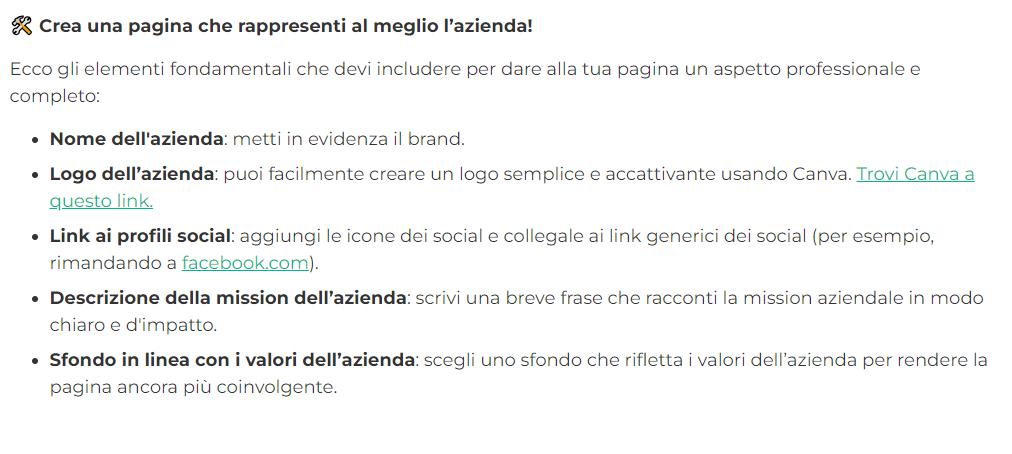 🛠 Crea una pagina che rappresenti al meglio l’azienda!
Ecco gli elementi fondamentali che devi includere per dare alla tua pagina un aspetto professionale e
completo:
• Nome dell'azienda: metti in evidenza il brand.
• Logo dell’azienda: puoi facilmente creare un logo semplice e accattivante usando Canva. Trovi Canva a
questo link.
• Link ai profili social: aggiungi le icone dei social e collegale ai link generici dei social (per esempio,
rimandando a facebook.com).
• Descrizione della mission dell’azienda: scrivi una breve frase che racconti la mission aziendale in modo
chiaro e d'impatto.
• Sfondo in linea con i valori dell’azienda: scegli uno sfondo che rifletta i valori dell’azienda per rendere la
pagina ancora più coinvolgente.